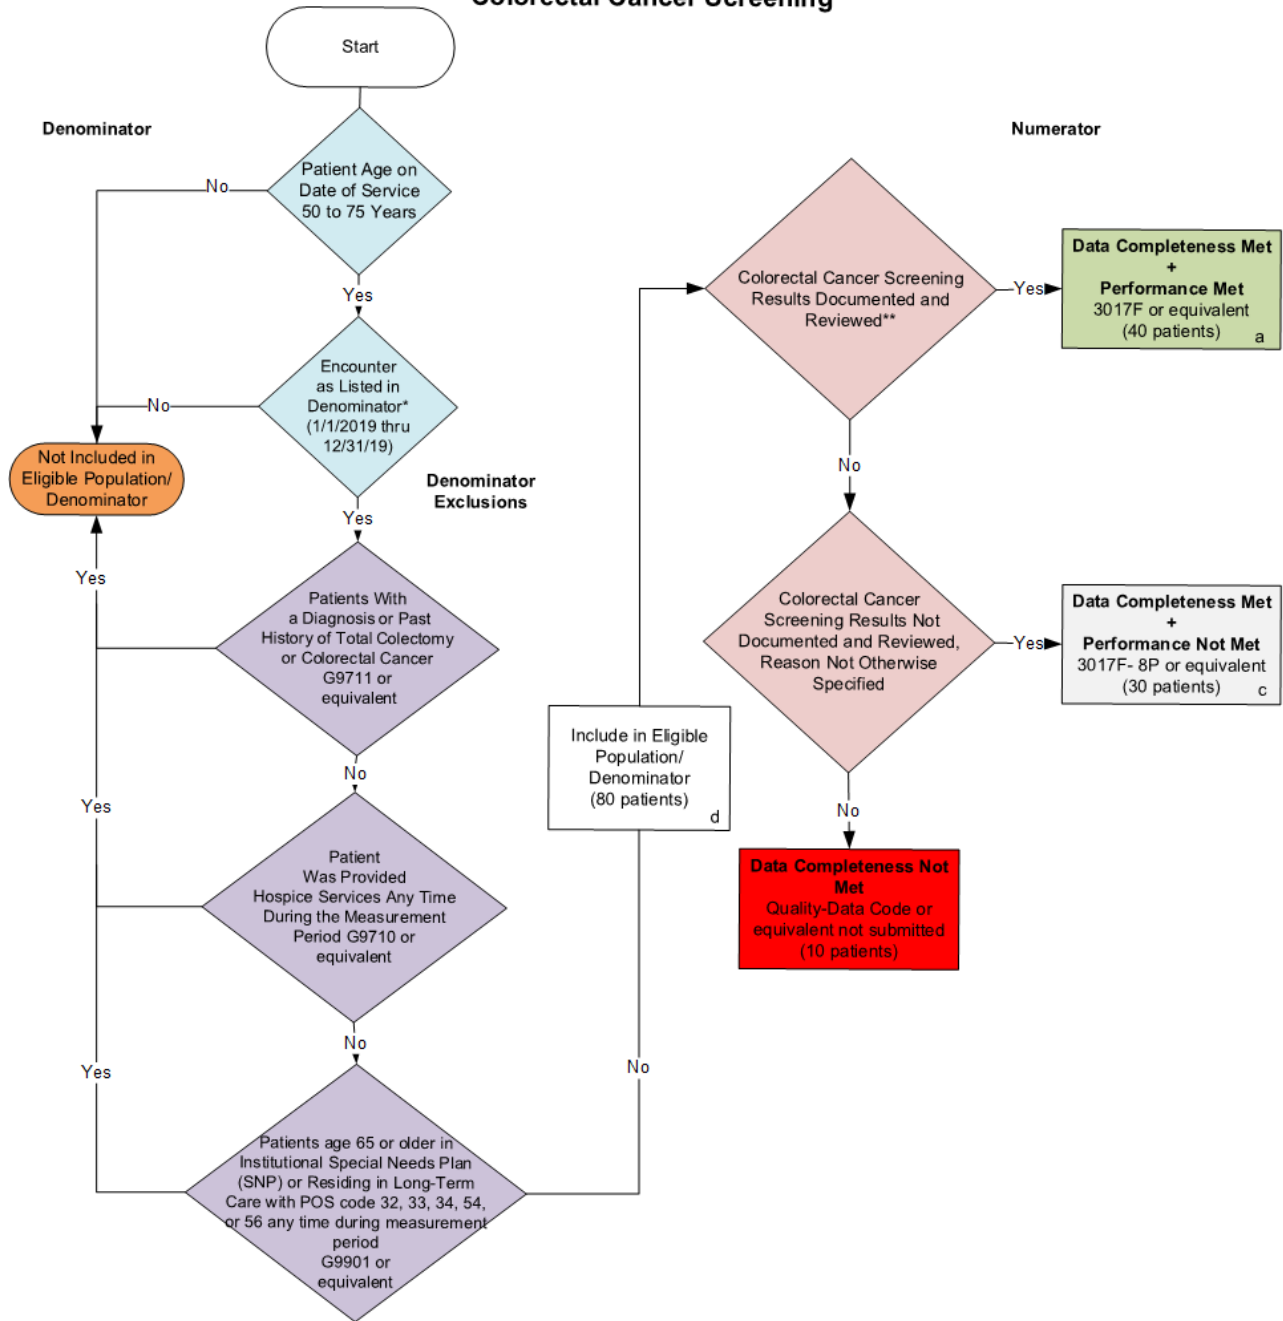 Colorectal Cancer Screening
Start
Denominator
Numerator
Patient Age on
Date of Service
50 to 75 Years
No
Yes
Encounter
as Listed in
Denominator*
(1/1/2019 thru
12/31/19)
No
Not Included in
Eligible Population/
Denominator
Denominator
Exclusions
Yes
Yes
Patients With
a Diagnosis or Past
History of Total Colectomy
or Colorectal Cancer
G9711 or
equivalent
No
Yes
Patient
Was Provided
Hospice Services Any Time
During the Measurement
Period G9710 or
equivalent
No
Yes
Patients age 65 or older in
Institutional Special Needs Plan
(SNP) or Residing in Long-Term
Care with POS code 32, 33, 34, 54,
or 56 any time during measurement
period
G9901 or
equivalent
No
Include in Eligible
Population/
Denominator
(80 patients)
d
Colorectal Cancer Screening
Results Documented and
Reviewed**
Yes
Data Completeness Met
+
Performance Met
3017F or equivalent
(40 patients)
a
No
Colorectal Cancer
Screening Results Not
Documented and Reviewed,
Reason Not Otherwise
Specified
Yes
Data Completeness Met
+
Performance Not Met
3017F- 8P or equivalent
(30 patients)
c
No
Data Completeness Not
Met
Quality-Data Code or
equivalent not submitted
(10 patients)